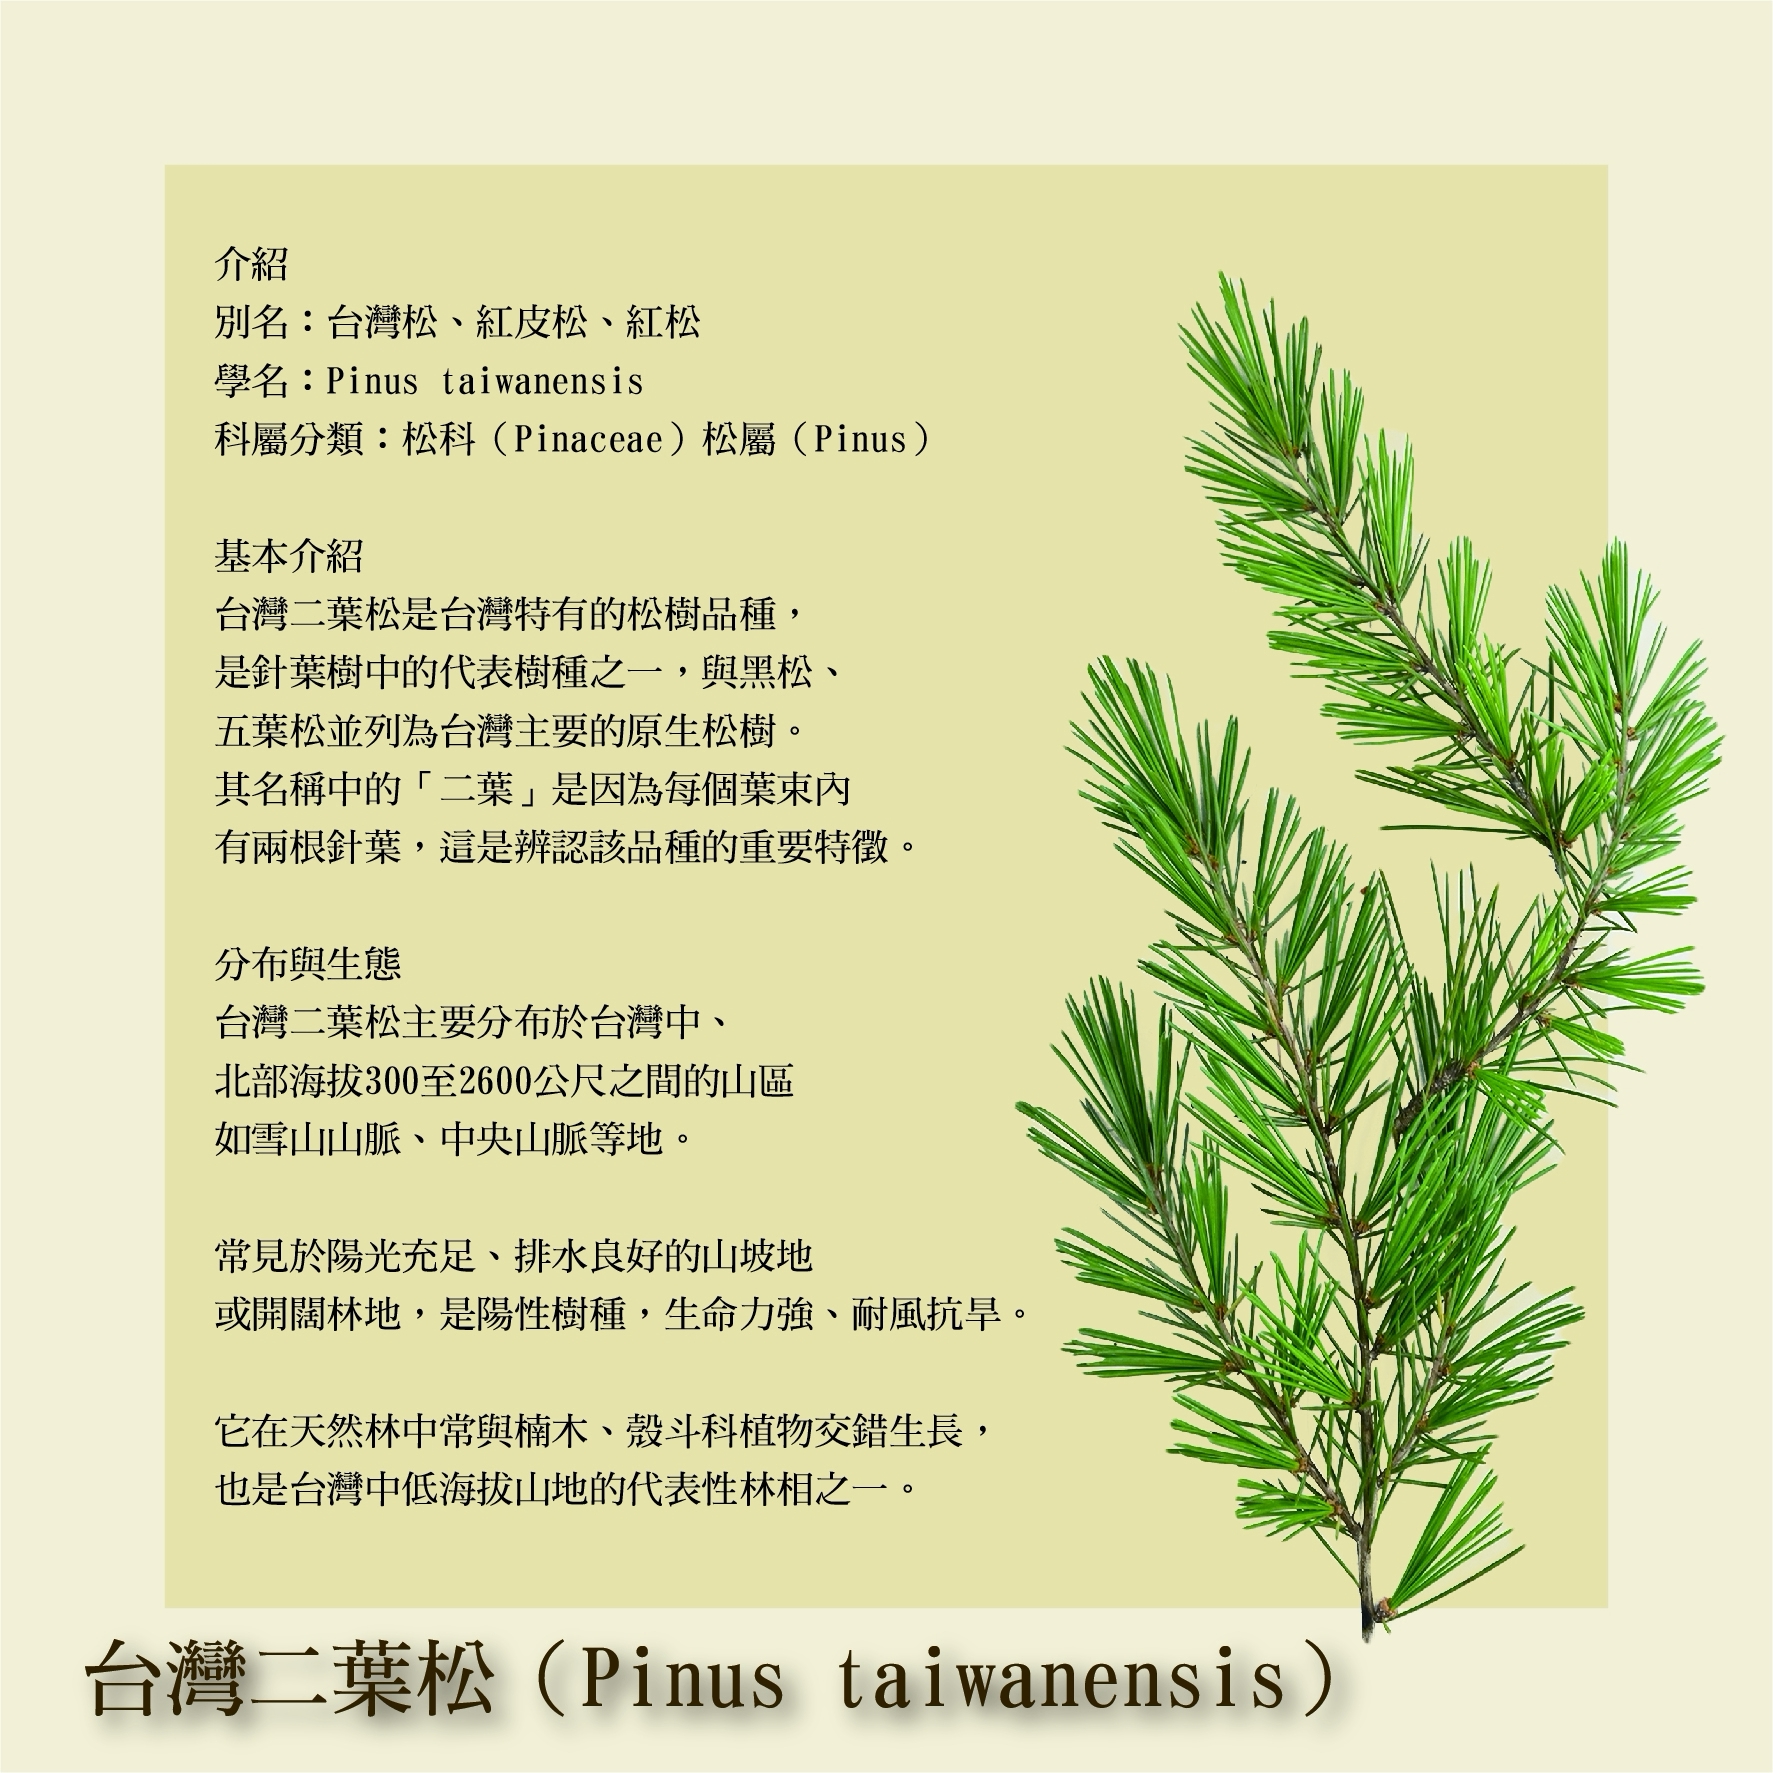 介紹
別名：台灣松、紅皮松、紅松
學名：Pinus taiwanensis
科屬分類：松科（Pinaceae）松屬（Pinus）
基本介紹
台灣二葉松是台灣特有的松樹品種，
是針葉樹中的代表樹種之一，與黑松、
五葉松並列為台灣主要的原生松樹。
其名稱中的「二葉」是因為每個葉束內
有兩根針葉，這是辨認該品種的重要特徵。
分布與生態
台灣二葉松主要分布於台灣中、
北部海拔300至2600公尺之間的山區
如雪山山脈、中央山脈等地。
常見於陽光充足、排水良好的山坡地
或開闊林地，是陽性樹種，生命力強、耐風抗旱。
它在天然林中常與楠木、殼斗科植物交錯生長，
也是台灣中低海拔山地的代表性林相之一。
台灣二葉松（Pinus taiwanensis）